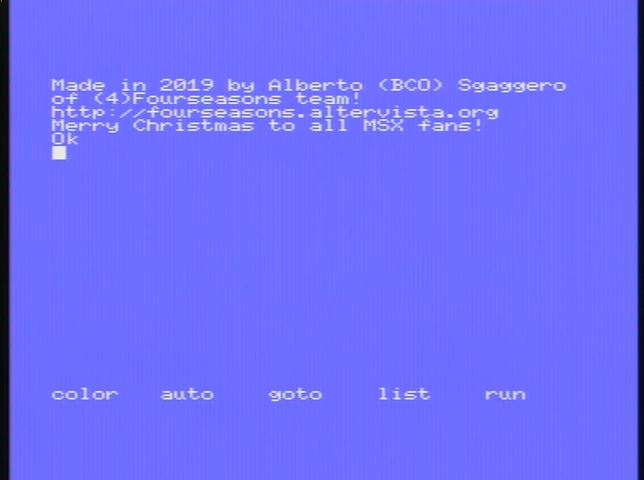 Made in 2019 by Alberto (BCO) Sgaggero
of (4)Fourseasons team!
http://fourseasons.altervista.org
Merry Christmas to all MSX fans!
Ok
color auto goto list run